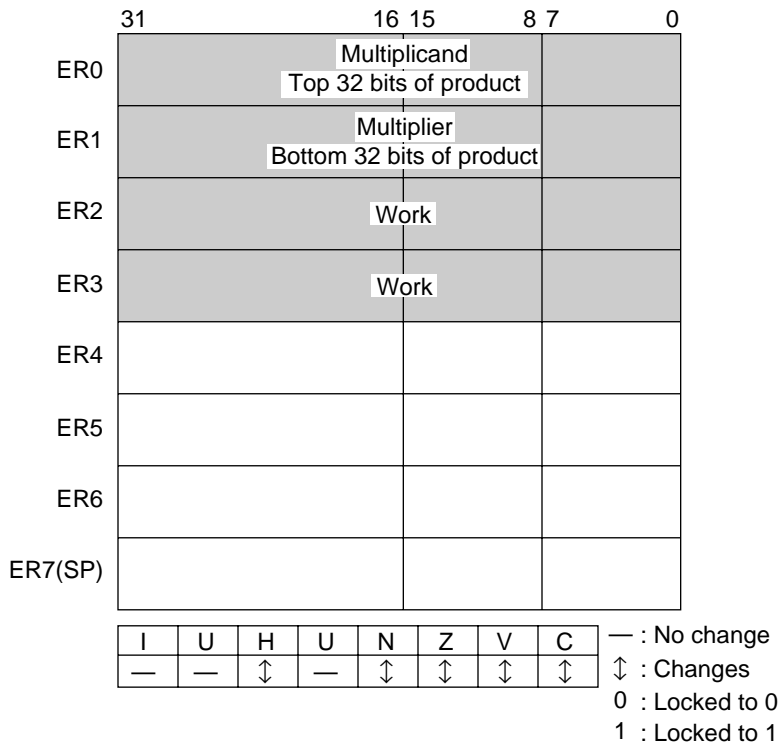 31 16 15 8 7 0
ER0 Multiplicand
Top 32 bits of product
ER1 Multiplier
Bottom 32 bits of product
ER2 Work
ER3 Work
ER4
ER5
ER6
ER7(SP)
I U H U N Z V C
— — ↕ — ↕ ↕ ↕ ↕
— : No change
↕ : Changes
0 : Locked to 0
1 : Locked to 1